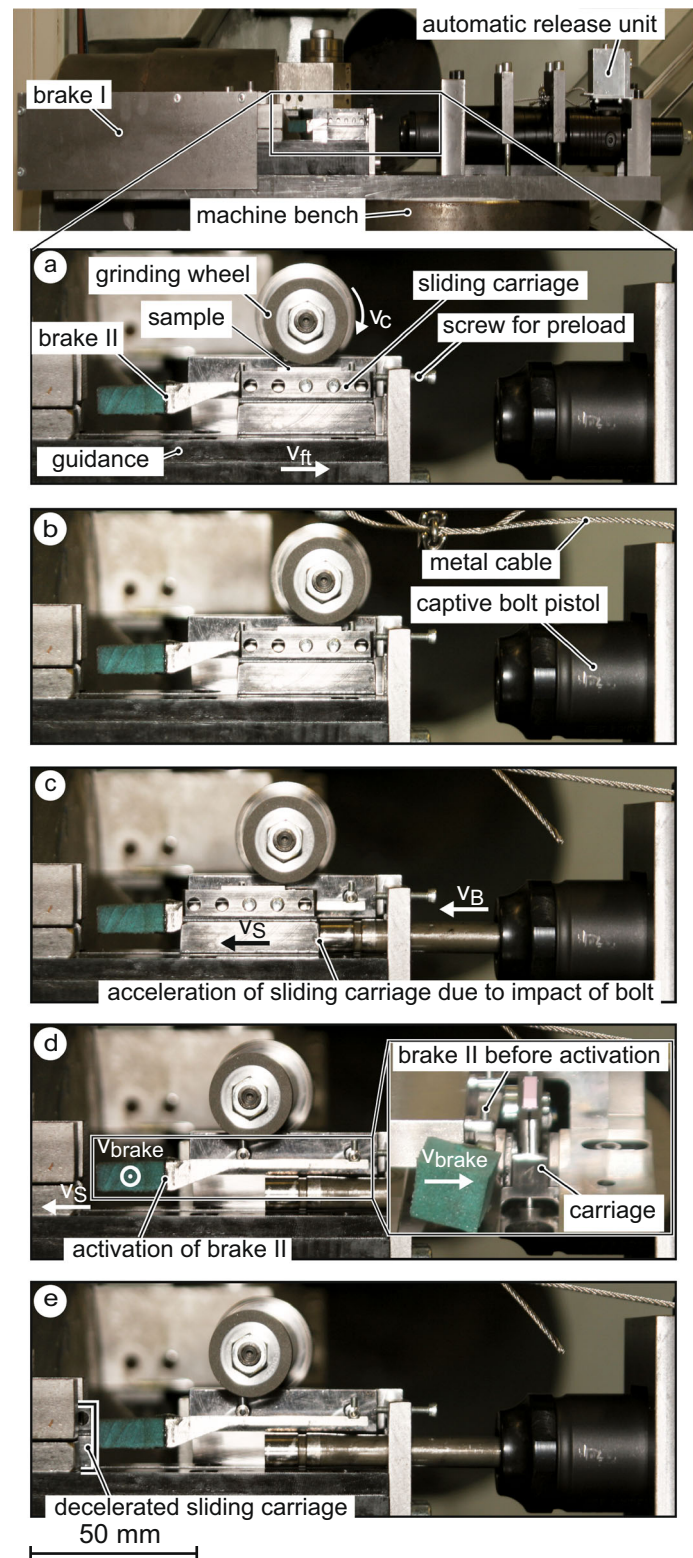 automatic release unit
brake I
machine bench
a
grinding wheel
sliding carriage
sample
vC
screw for preload
brake II
guidance
vft
b
metal cable
captive bolt pistol
c
vB
vS
acceleration of sliding carriage due to impact of bolt
d
brake II before activation
vbrake
vbrake
vS
carriage
activation of brake II
e
decelerated sliding carriage
50 mm